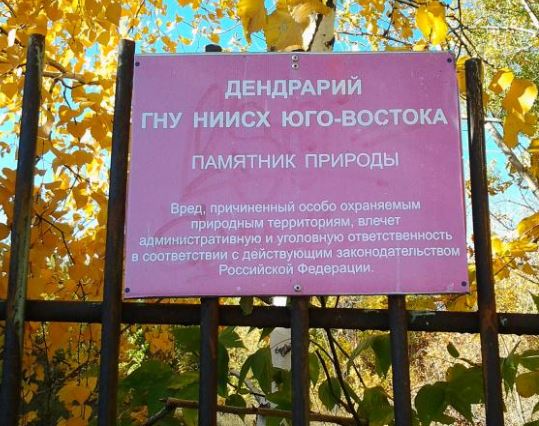 ДЕНДРАРИЙ
ГНУ НИИСХ ЮГО-ВОСТОКА
ПАМЯТНИК ПРИРОДЫ
Вред, причиненный особо охраняемым
природным территориям, влечет
административную и уголовную ответственность
в соответствии с действующим законодательством
Российской Федерации.